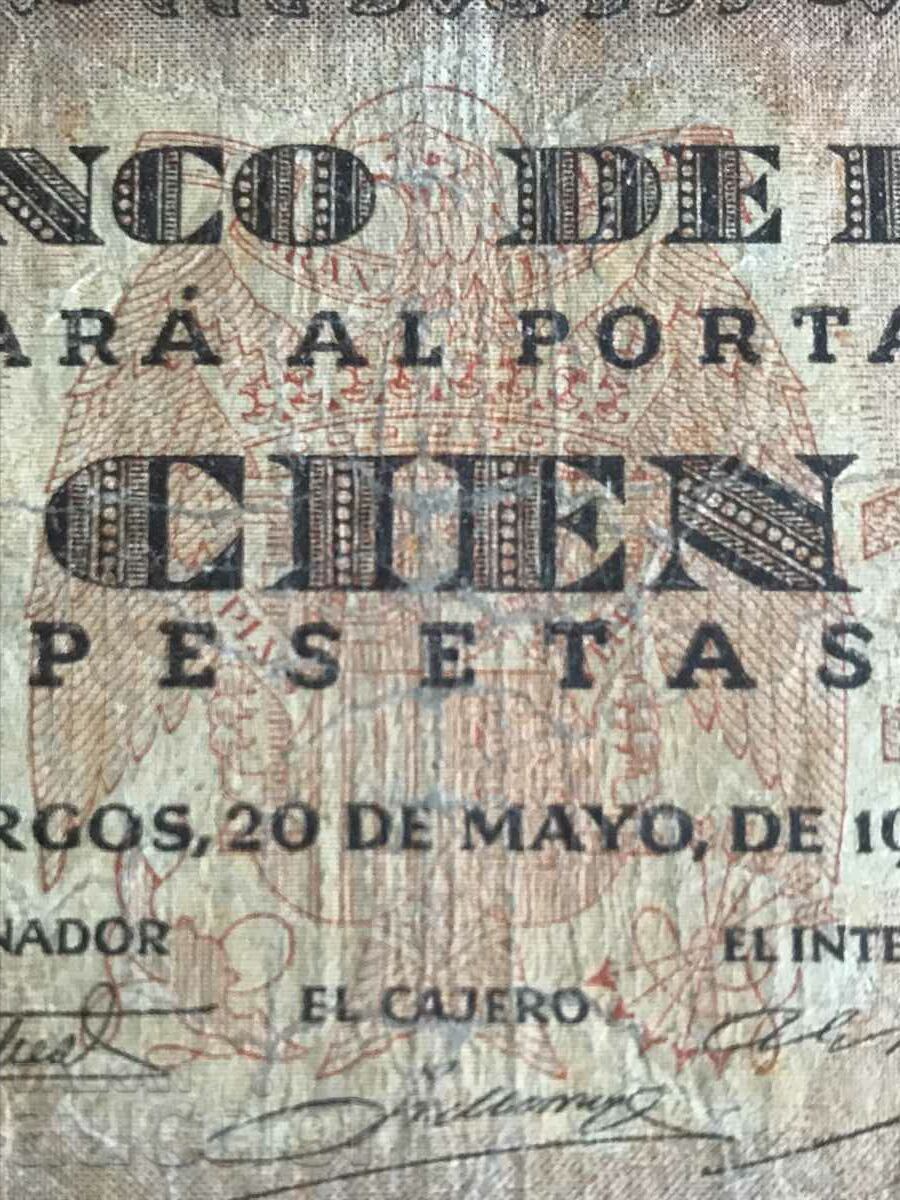 NCO DE E
ARÁ AL PORTA
CIEN
PESETAS
RGOS, 20 DE MAYO, DE 19
NADOR
EL INTE
EL CAJERO